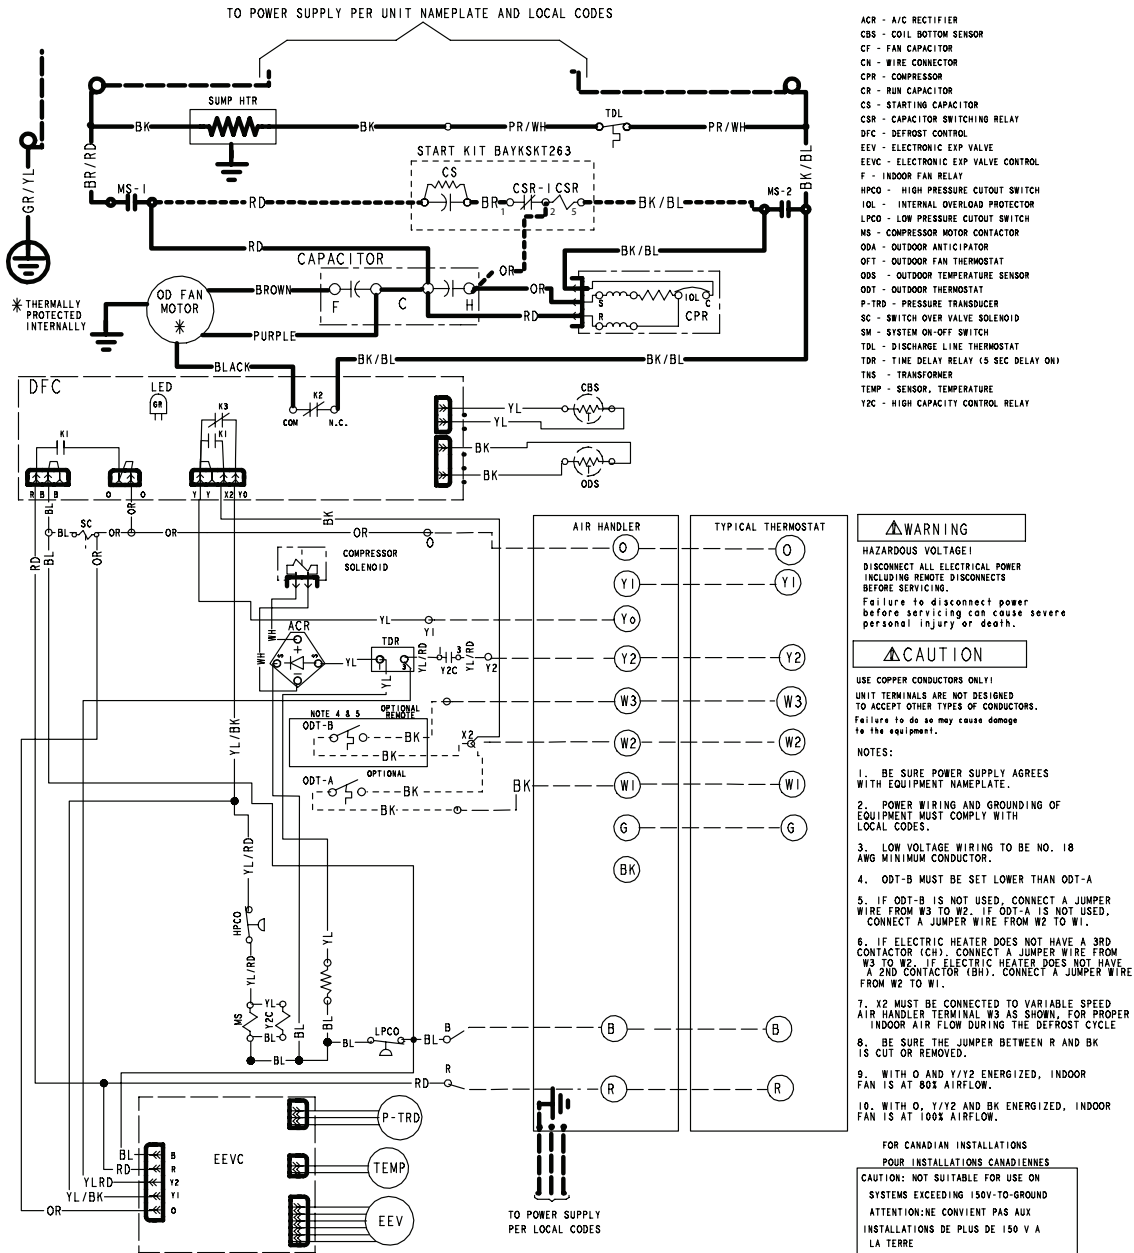 TO POWER SUPPLY PER UNIT NAMEPLATE AND LOCAL CODES
SUMP HTR
BK
BK
PR/WH
TDL
PR/WH
GR/YL
BR/RD
BK/BL
START KIT BAYKSKT263
CS
CSR-1 CSR
MS-1
RD
BR
1
2
5
BK/BL
MS-2
RD
BK/BL
CAPACITOR
OR
OD FAN
MOTOR
*
* THERMALLY
PROTECTED
INTERNALLY
BROWN
F
C
H
OR
S
IOL
C
R
CPR
RD
PURPLE
BLACK
BK/BL
BK/BL
DFC
LED
GR
K2
COM
N.C.
K3
K1
K1
R B B
O
O
Y Y X2 YO
CBS
YL
YL
BK
BK
ODS
BL
SC
BL
OR
OR
OR
OR
BK
OR
O
RD
BL
OR
COMPRESSOR
SOLENOID
WH
WH
ACR
+
S
S
YL
YL
Y1
TDR
1
3
YL/RD
YL/RD
3
Y2C
Y2
YL
YL/BK
NOTE 4 & 5
OPTIONAL
REMOTE
ODT-B
BK
BK
X2
ODT-A
OPTIONAL
BK
BK
YL/RD
HPCO
YL/RD
YL
MS
YL
Y2C
BL
BL
BL
BL
BL
LPCO
BL
B
R
RD
AIR HANDLER
O
Y1
Yo
Y2
W3
W2
W1
G
BK
B
R
TYPICAL THERMOSTAT
O
Y1
Y2
W3
W2
W1
G
B
R
EEVC
P-TRD
TEMP
EEV
BL
RD
YLRD
YL/BK
OR
B
R
Y2
Y1
O
TO POWER SUPPLY
PER LOCAL CODES
ACR - A/C RECTIFIER
CBS - COIL BOTTOM SENSOR
CF - FAN CAPACITOR
CN - WIRE CONNECTOR
CPR - COMPRESSOR
CR - RUN CAPACITOR
CS - STARTING CAPACITOR
CSR - CAPACITOR SWITCHING RELAY
DFC - DEFROST CONTROL
EEV - ELECTRONIC EXP VALVE
EEVC - ELECTRONIC EXP VALVE CONTROL
F - INDOOR FAN RELAY
HPCO - HIGH PRESSURE CUTOUT SWITCH
IOL - INTERNAL OVERLOAD PROTECTOR
LPCO - LOW PRESSURE CUTOUT SWITCH
MS - COMPRESSOR MOTOR CONTACTOR
ODA - OUTDOOR ANTICIPATOR
OFT - OUTDOOR FAN THERMOSTAT
ODS - OUTDOOR TEMPERATURE SENSOR
ODT - OUTDOOR THERMOSTAT
P-TRD - PRESSURE TRANSDUCER
SC - SWITCH OVER VALVE SOLENOID
SM - SYSTEM ON-OFF SWITCH
TDL - DISCHARGE LINE THERMOSTAT
TDR - TIME DELAY RELAY (5 SEC DELAY ON)
TNS - TRANSFORMER
TEMP - SENSOR, TEMPERATURE
Y2C - HIGH CAPACITY CONTROL RELAY
⚠WARNING
HAZARDOUS VOLTAGE!
DISCONNECT ALL ELECTRICAL POWER
INCLUDING REMOTE DISCONNECTS
BEFORE SERVICING.
Failure to disconnect power
before servicing can cause severe
personal injury or death.
⚠CAUTION
USE COPPER CONDUCTORS ONLY!
UNIT TERMINALS ARE NOT DESIGNED
TO ACCEPT OTHER TYPES OF CONDUCTORS.
Failure to do so may cause damage
to the equipment.
NOTES:
1. BE SURE POWER SUPPLY AGREES
WITH EQUIPMENT NAMEPLATE.
2. POWER WIRING AND GROUNDING OF
EQUIPMENT MUST COMPLY WITH
LOCAL CODES.
3. LOW VOLTAGE WIRING TO BE NO. 18
AWG MINIMUM CONDUCTOR.
4. ODT-B MUST BE SET LOWER THAN ODT-A
5. IF ODT-B IS NOT USED, CONNECT A JUMPER
WIRE FROM W3 TO W2. IF ODT-A IS NOT USED,
CONNECT A JUMPER WIRE FROM W2 TO W1.
6. IF ELECTRIC HEATER DOES NOT HAVE A 3RD
CONTACTOR (CH). CONNECT A JUMPER WIRE FROM
W3 TO W2. IF ELECTRIC HEATER DOES NOT HAVE
A 2ND CONTACTOR (BH). CONNECT A JUMPER WIRE
FROM W2 TO W1.
7. X2 MUST BE CONNECTED TO VARIABLE SPEED
AIR HANDLER TERMINAL W3 AS SHOWN, FOR PROPER
INDOOR AIR FLOW DURING THE DEFROST CYCLE
8. BE SURE THE JUMPER BETWEEN R AND BK
IS CUT OR REMOVED.
9. WITH O AND Y/Y2 ENERGIZED, INDOOR
FAN IS AT 80% AIRFLOW.
10. WITH O, Y/Y2 AND BK ENERGIZED, INDOOR
FAN IS AT 100% AIRFLOW.
FOR CANADIAN INSTALLATIONS
POUR INSTALLATIONS CANADIENNES
CAUTION: NOT SUITABLE FOR USE ON
SYSTEMS EXCEEDING 150V-TO-GROUND
ATTENTION:NE CONVIENT PAS AUX
INSTALLATIONS DE PLUS DE 150 V A
LA TERRE